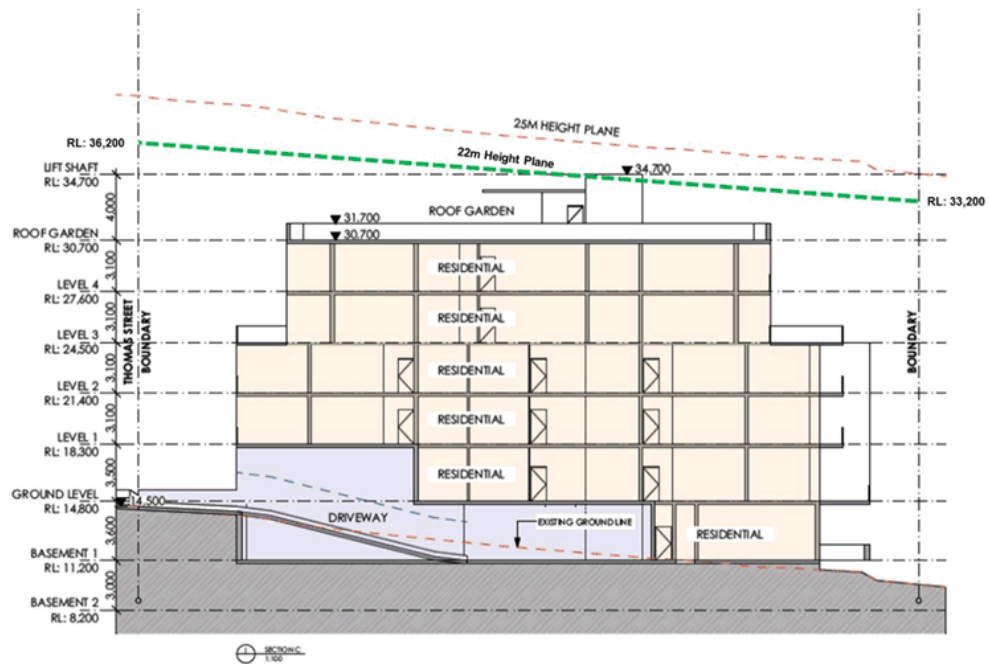 25M HEIGHT PLANE
RL: 36,200
22m Height Plane
LIFT SHAFT
RL: 34,700
34,700
RL: 33,200
4,000
ROOF GARDEN
31,700
ROOF GARDEN
RL: 30,700
30,700
3,100
RESIDENTIAL
LEVEL 4
RL: 27,600
3,100
RESIDENTIAL
THOMAS STREET
BOUNDARY
BOUNDARY
LEVEL 3
RL: 24,500
3,100
RESIDENTIAL
LEVEL 2
RL: 21,400
3,100
RESIDENTIAL
LEVEL 1
RL: 18,300
3,500
RESIDENTIAL
GROUND LEVEL
RL: 14,800
14,500
DRIVEWAY
EXISTING GROUND LINE
3,600
RESIDENTIAL
BASEMENT 1
RL: 11,200
3,000
BASEMENT 2
RL: 8,200
1
SECTION C
1:100